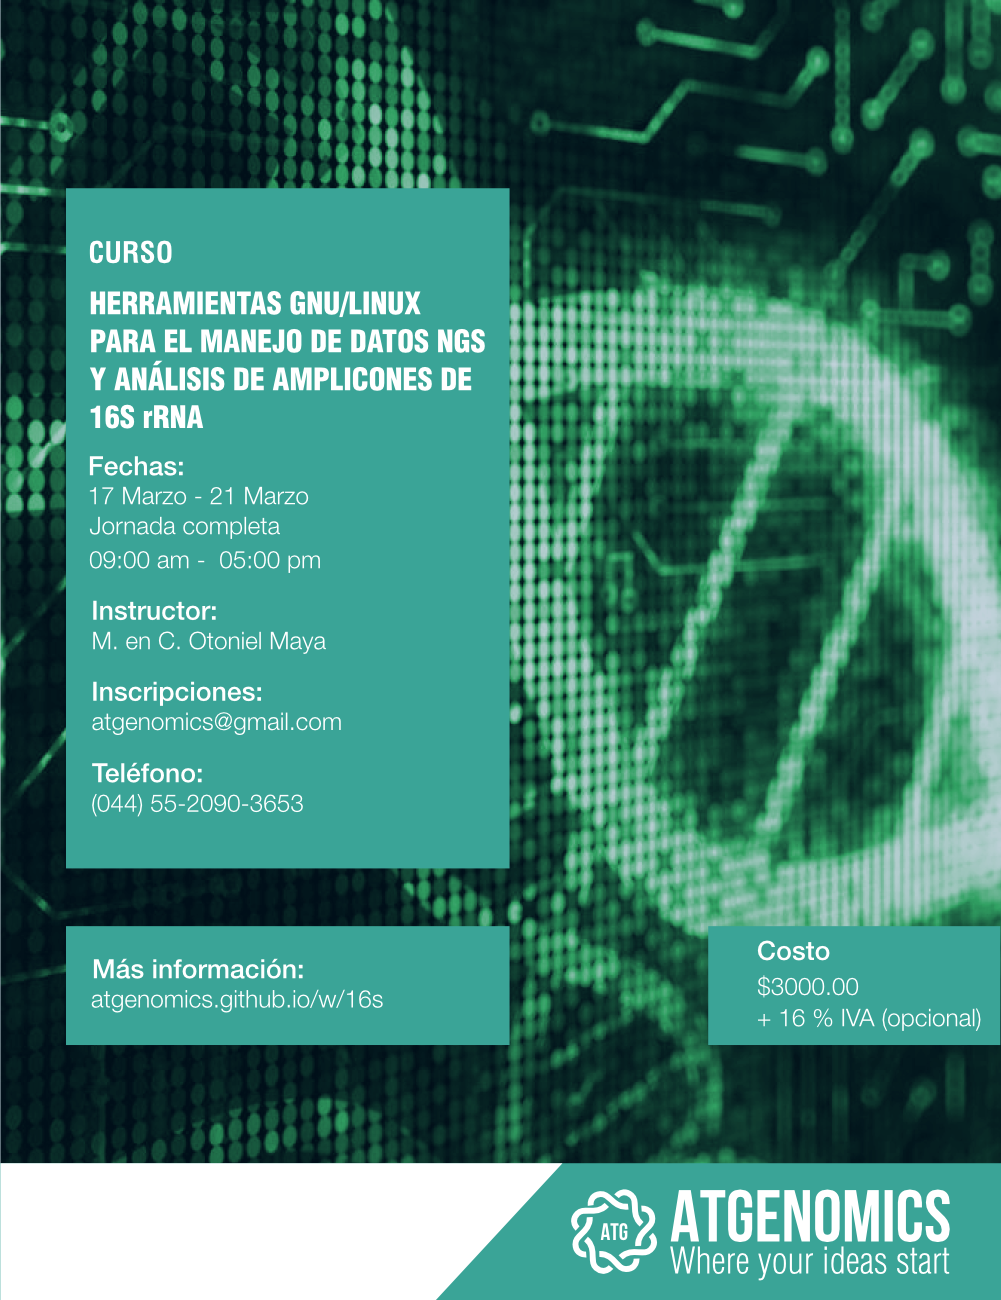 CURSO
HERRAMIENTAS GNU/LINUX
PARA EL MANEJO DE DATOS NGS
Y ANÁLISIS DE AMPLICONES DE
16S rRNA
Fechas:
17 Marzo - 21 Marzo
Jornada completa
09:00 am - 05:00 pm
Instructor:
M. en C. Otoniel Maya
Inscripciones:
atgenomics@gmail.com
Teléfono:
(044) 55-2090-3653
Más información:
atgenomics.github.io/w/16s
Costo
$3000.00
+ 16 % IVA (opcional)
ATG
ATGENOMICS
Where your ideas start